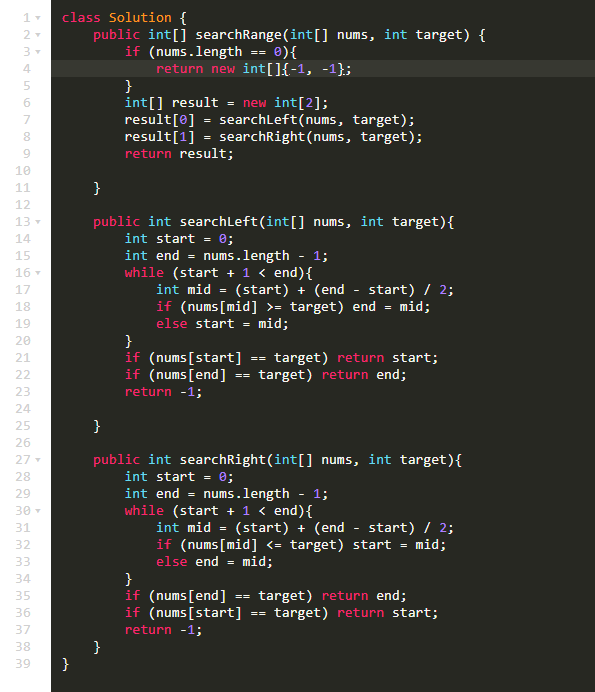 1 class Solution {
2     public int[] searchRange(int[] nums, int target) {
3         if (nums.length == 0){
4             return new int[]{-1, -1};
5         }
6         int[] result = new int[2];
7         result[0] = searchLeft(nums, target);
8         result[1] = searchRight(nums, target);
9         return result;
10
11     }
12
13     public int searchLeft(int[] nums, int target){
14         int start = 0;
15         int end = nums.length - 1;
16         while (start + 1 < end){
17             int mid = (start) + (end - start) / 2;
18             if (nums[mid] >= target) end = mid;
19             else start = mid;
20         }
21         if (nums[start] == target) return start;
22         if (nums[end] == target) return end;
23         return -1;
24
25     }
26
27     public int searchRight(int[] nums, int target){
28         int start = 0;
29         int end = nums.length - 1;
30         while (start + 1 < end){
31             int mid = (start) + (end - start) / 2;
32             if (nums[mid] <= target) start = mid;
33             else end = mid;
34         }
35         if (nums[end] == target) return end;
36         if (nums[start] == target) return start;
37         return -1;
38     }
39 }